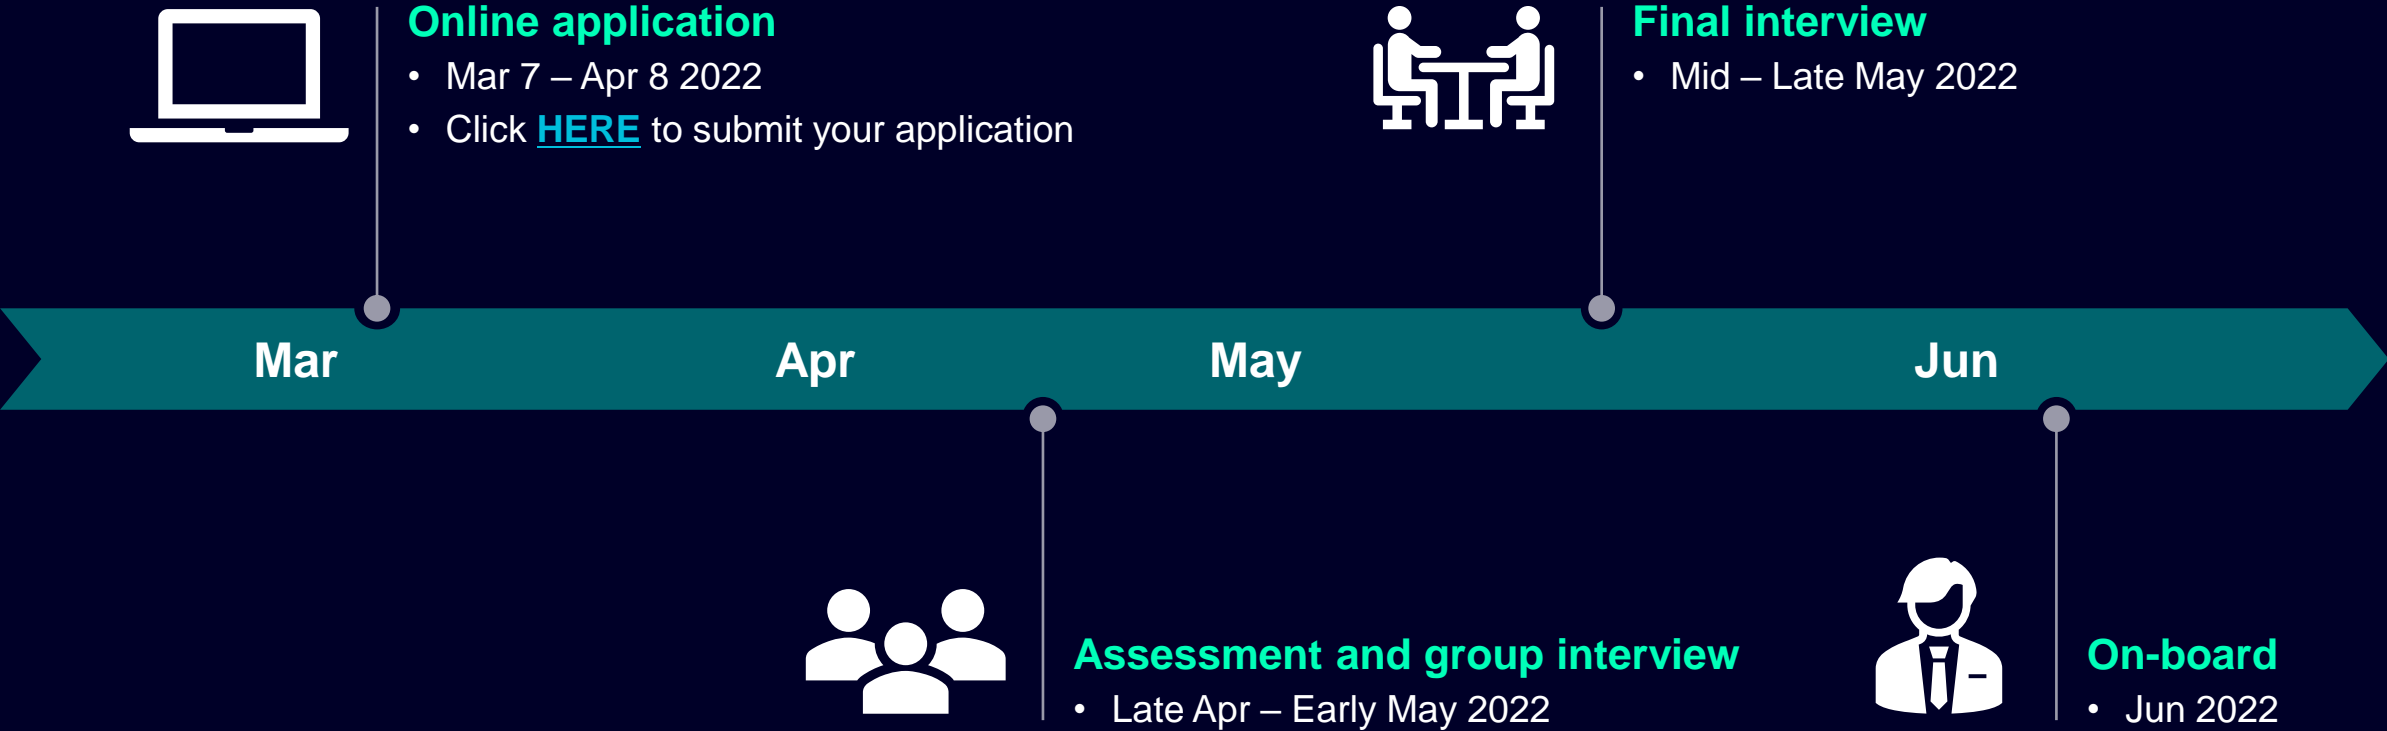 Online application
• Mar 7 – Apr 8 2022
• Click HERE to submit your application
Final interview
• Mid – Late May 2022
Mar
Apr
May
Jun
Assessment and group interview
• Late Apr – Early May 2022
On-board
• Jun 2022